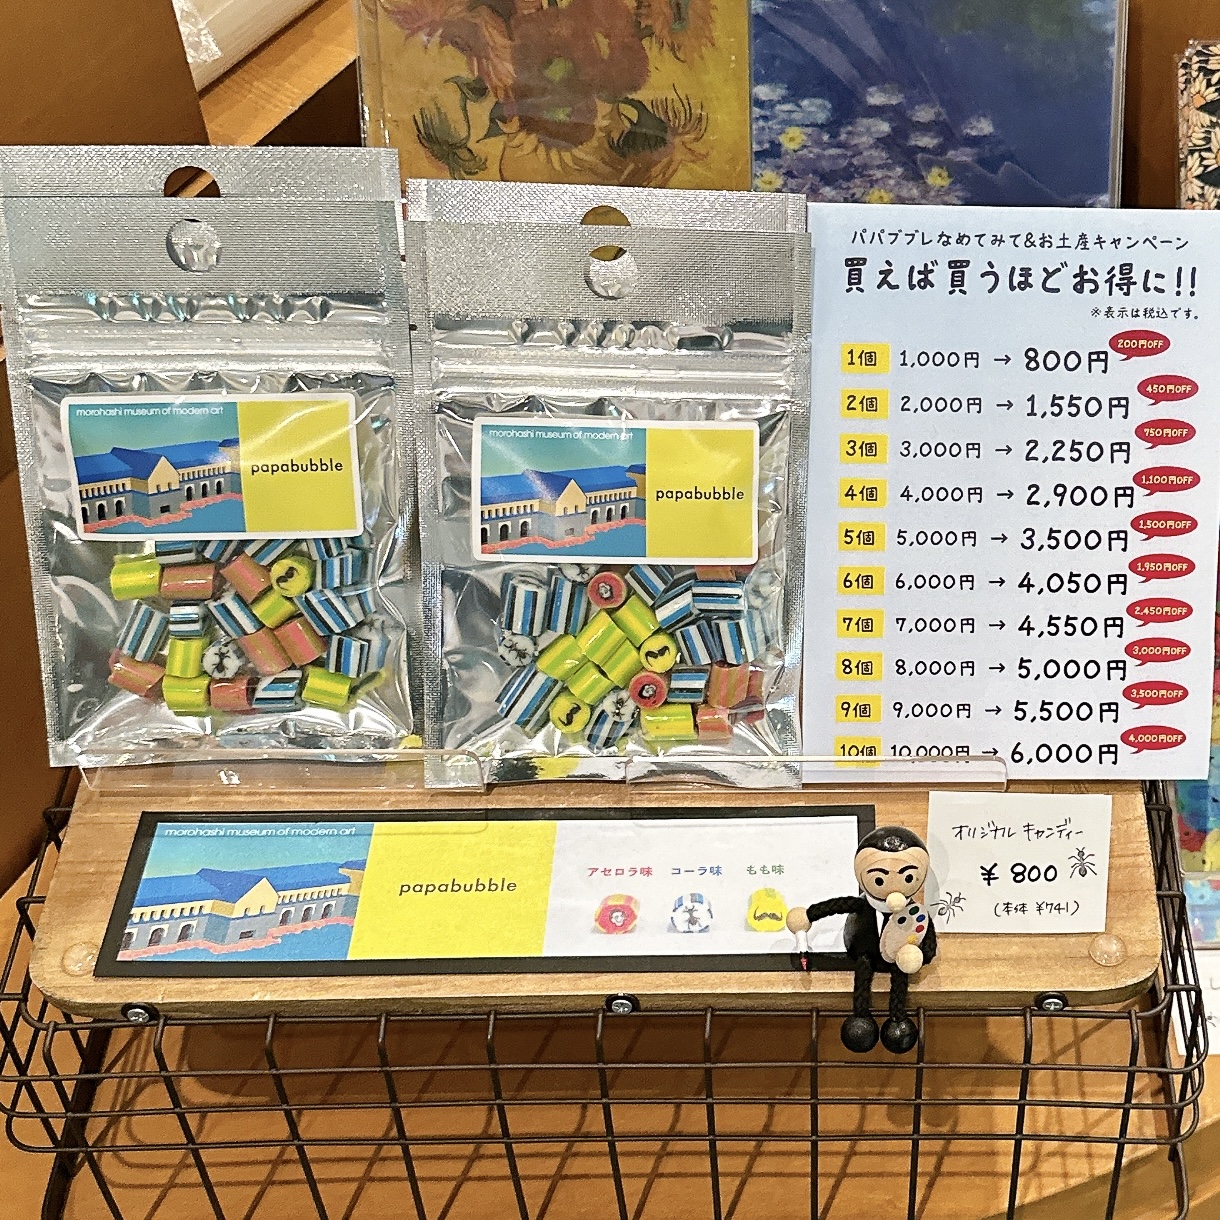 morohashi museum of modern art
papabubble
morohashi museum of modern art
papabubble
パパブブレなめてみて&お土産キャンペーン
買えば買うほどお得に!!
※表示は税込です。
1個 1,000円 → 800円 200円OFF
2個 2,000円 → 1,550円 450円OFF
3個 3,000円 → 2,250円 750円OFF
4個 4,000円 → 2,900円 1,100円OFF
5個 5,000円 → 3,500円 1,500円OFF
6個 6,000円 → 4,050円 1,950円OFF
7個 7,000円 → 4,550円 2,450円OFF
8個 8,000円 → 5,000円 3,000円OFF
9個 9,000円 → 5,500円 3,500円OFF
10個 10,000円 → 6,000円 4,000円OFF
morohashi museum of modern art
papabubble
アセロラ味 コーラ味 もも味
オリジナル キャンディー
¥ 800
(本体 ¥741)